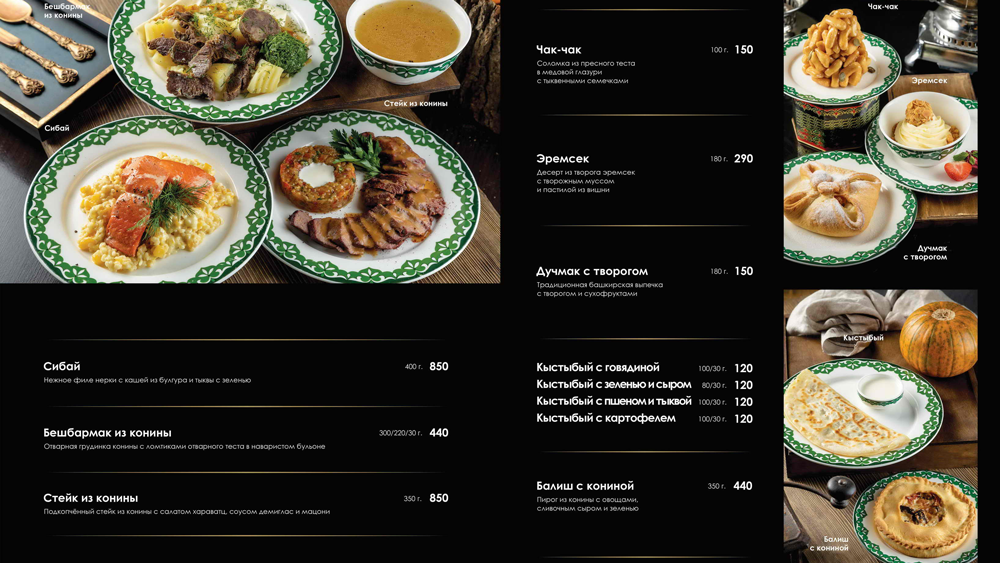 Бешбармак
из конины
Стейк из конины
Сибай
Сибай 400 г. 850
Нежное филе нерки с кашей из булгура и тыквы с зеленью
Бешбармак из конины 300/220/30 г. 440
Отварная грудинка конины с ломтиками отварного теста в наваристом бульоне
Стейк из конины 350 г. 850
Подкопчённый стейк из конины с салатом хараватц, соусом демиглас и мацони
Чак-чак 100 г. 150
Соломка из пресного теста
в медовой глазури
с тыквенными семечками
Эремсек 180 г. 290
Десерт из творога эремсек
с творожным муссом
и пастилой из вишни
Дучмак с творогом 180 г. 150
Традиционная башкирская выпечка
с творогом и сухофруктами
Кыстыбый с говядиной 100/30 г. 120
Кыстыбый с зеленью и сыром 80/30 г. 120
Кыстыбый с пшеном и тыквой 100/30 г. 120
Кыстыбый с картофелем 100/30 г. 120
Балиш с кониной 350 г. 440
Пирог из конины с овощами,
сливочным сыром и зеленью
Чак-чак
Эремсек
Дучмак
с творогом
Кыстыбый
Балиш
с кониной